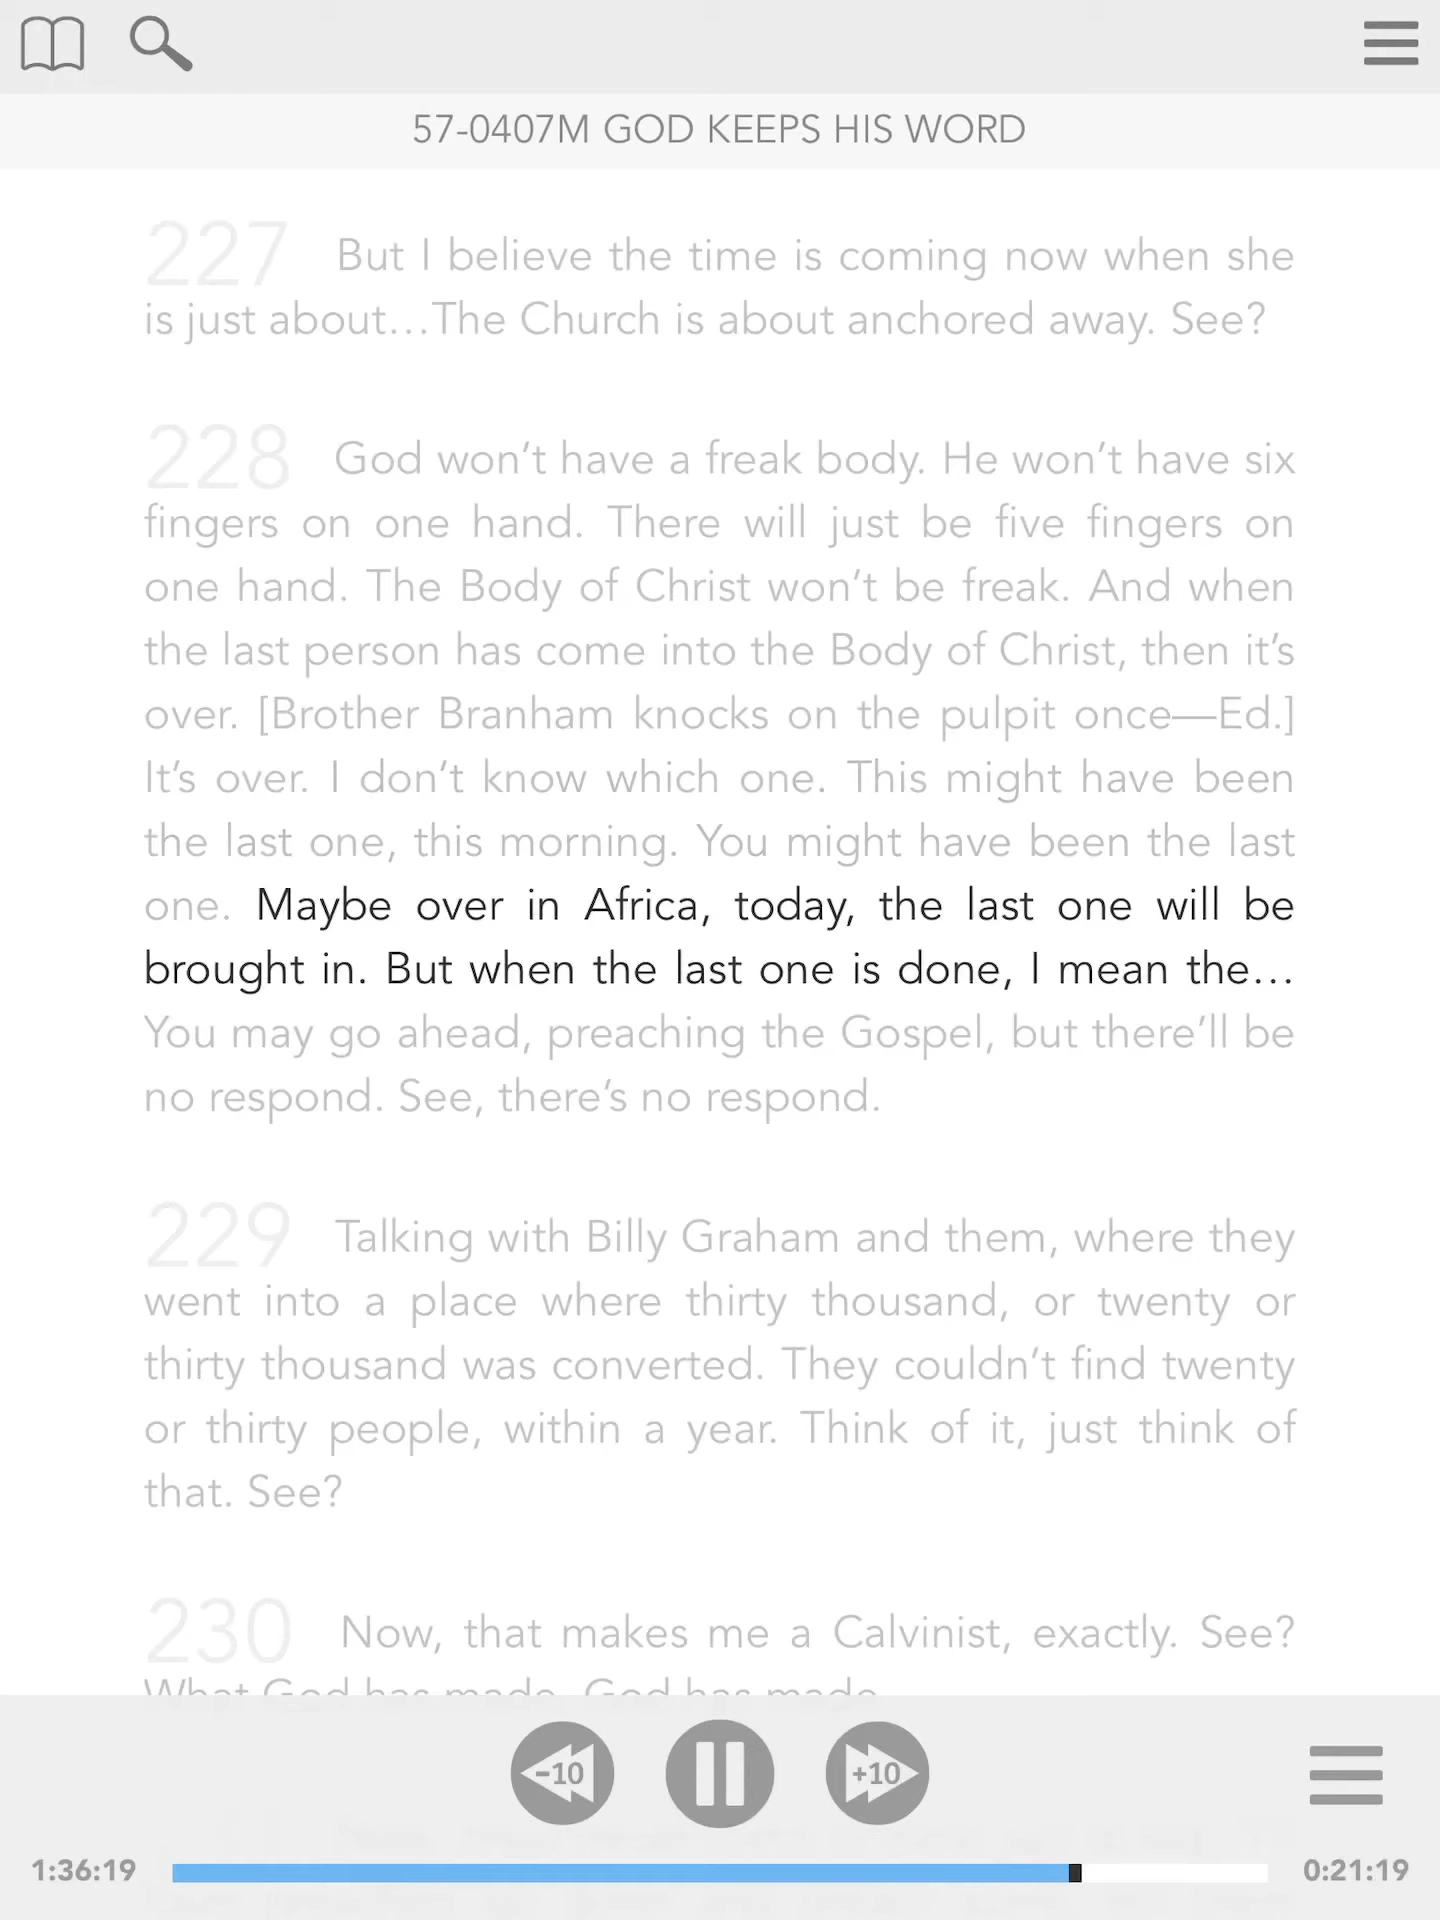 57-0407M GOD KEEPS HIS WORD
227 But I believe the time is coming now when she
is just about…The Church is about anchored away. See?
228 God won’t have a freak body. He won’t have six
fingers on one hand. There will just be five fingers on
one hand. The Body of Christ won’t be freak. And when
the last person has come into the Body of Christ, then it’s
over. [Brother Branham knocks on the pulpit once—Ed.]
It’s over. I don’t know which one. This might have been
the last one, this morning. You might have been the last
one. Maybe over in Africa, today, the last one will be
brought in. But when the last one is done, I mean the…
You may go ahead, preaching the Gospel, but there’ll be
no respond. See, there’s no respond.
229 Talking with Billy Graham and them, where they
went into a place where thirty thousand, or twenty or
thirty thousand was converted. They couldn’t find twenty
or thirty people, within a year. Think of it, just think of
that. See?
230 Now, that makes me a Calvinist, exactly. See?
What God has made, God has made
-10 +10
1:36:19 0:21:19